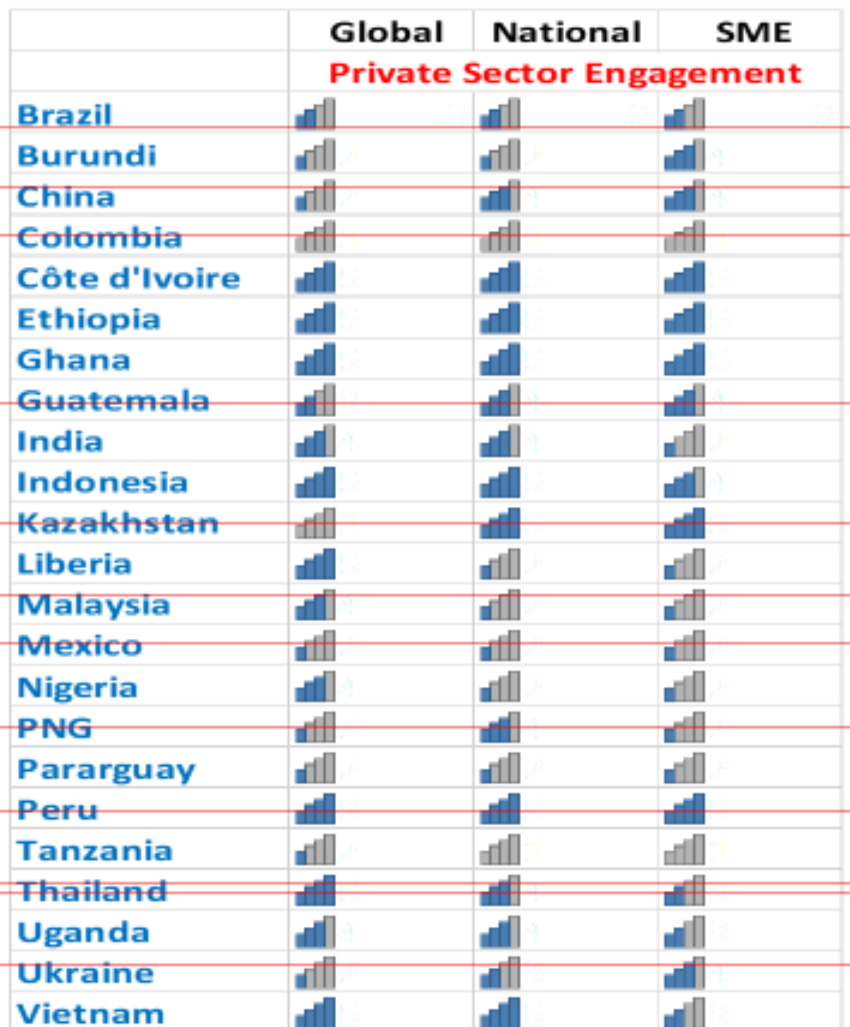 Global National SME
Private Sector Engagement
Brazil
Burundi
China
Colombia
Côte d'Ivoire
Ethiopia
Ghana
Guatemala
India
Indonesia
Kazakhstan
Liberia
Malaysia
Mexico
Nigeria
PNG
Pararguay
Peru
Tanzania
Thailand
Uganda
Ukraine
Vietnam